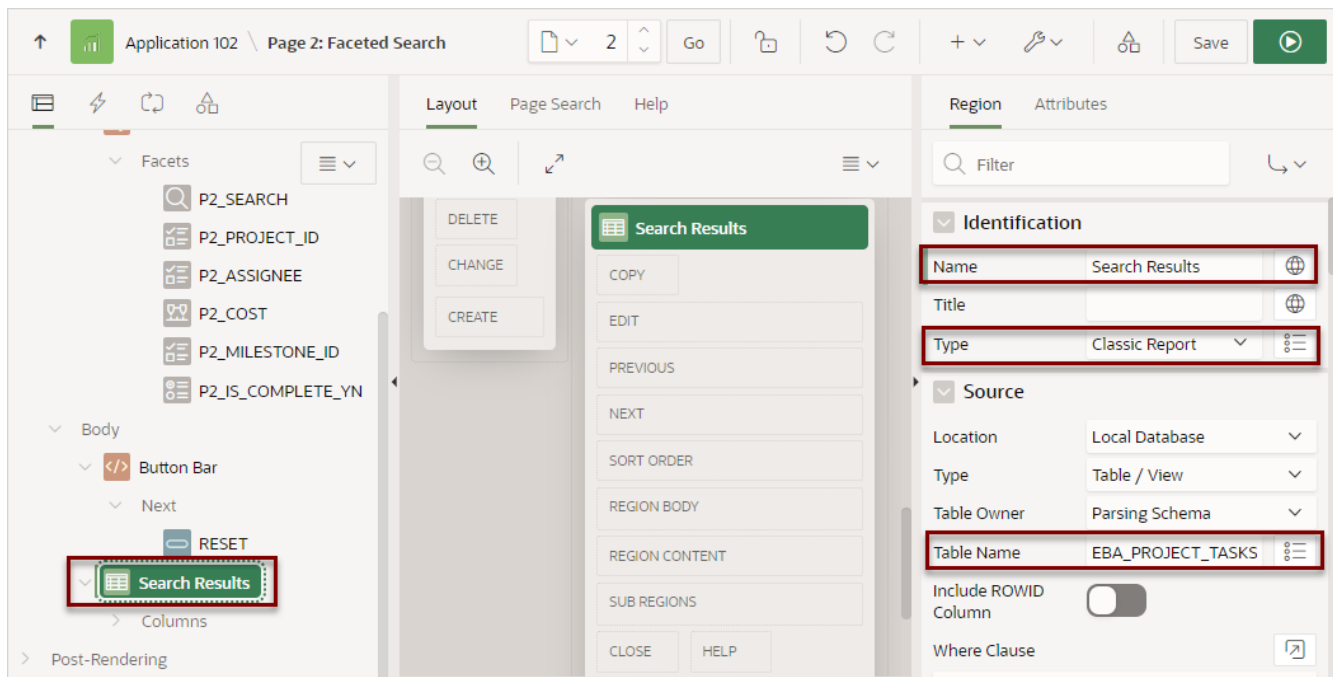 Application 102 \ Page 2: Faceted Search
2
Go
Save
Layout
Page Search
Help
Region
Attributes
Facets
P2_SEARCH
P2_PROJECT_ID
P2_ASSIGNEE
P2_COST
P2_MILESTONE_ID
P2_IS_COMPLETE_YN
Body
Button Bar
Next
RESET
Search Results
Columns
Post-Rendering
DELETE
CHANGE
CREATE
Search Results
COPY
EDIT
PREVIOUS
NEXT
SORT ORDER
REGION BODY
REGION CONTENT
SUB REGIONS
CLOSE
HELP
Filter
Identification
Name
Search Results
Title
Type
Classic Report
Source
Location
Local Database
Type
Table / View
Table Owner
Parsing Schema
Table Name
EBA_PROJECT_TASKS
Include ROWID
Column
Where Clause